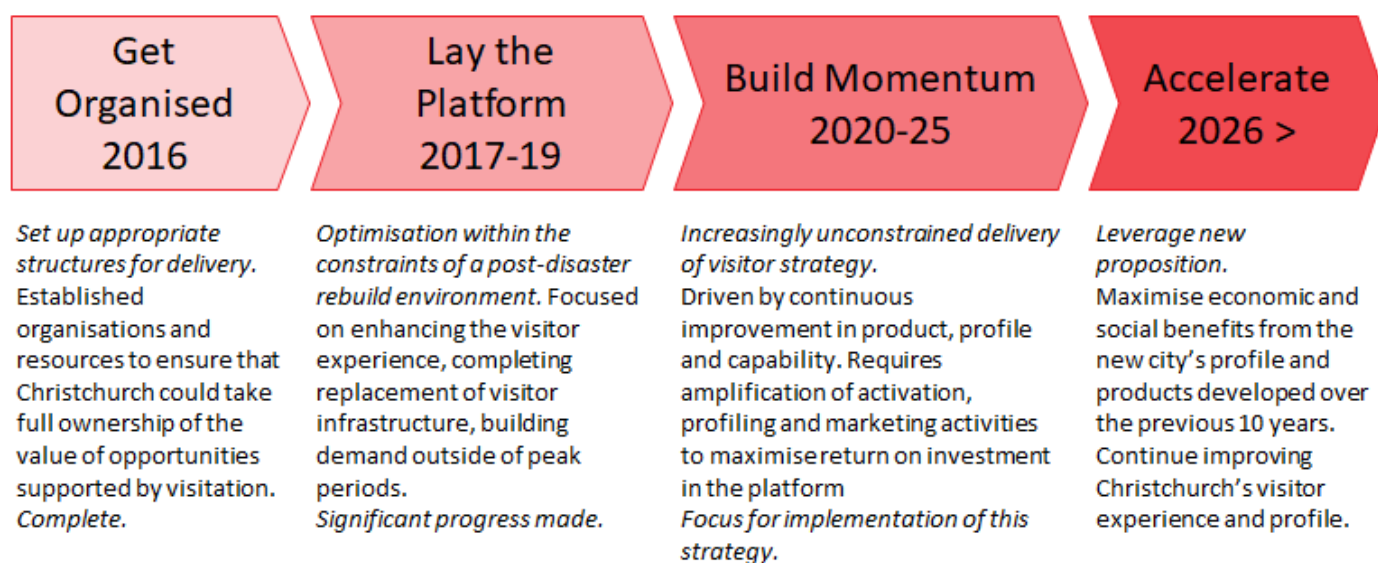 Get
Organised
2016
Lay the
Platform
2017-19
Build Momentum
2020-25
Accelerate
2026 >
Set up appropriate
structures for delivery.
Established
organisations and
resources to ensure that
Christchurch could take
full ownership of the
value of opportunities
supported by visitation.
Complete.
Optimisation within the
constraints of a post-disaster
rebuild environment. Focused
on enhancing the visitor
experience, completing
replacement of visitor
infrastructure, building
demand outside of peak
periods.
Significant progress made.
Increasingly unconstrained delivery
of visitor strategy.
Driven by continuous
improvement in product, profile
and capability. Requires
amplification of activation,
profiling and marketing activities
to maximise return on investment
in the platform
Focus for implementation of this
strategy.
Leverage new
proposition.
Maximise economic and
social benefits from the
new city's profile and
products developed over
the previous 10 years.
Continue improving
Christchurch's visitor
experience and profile.